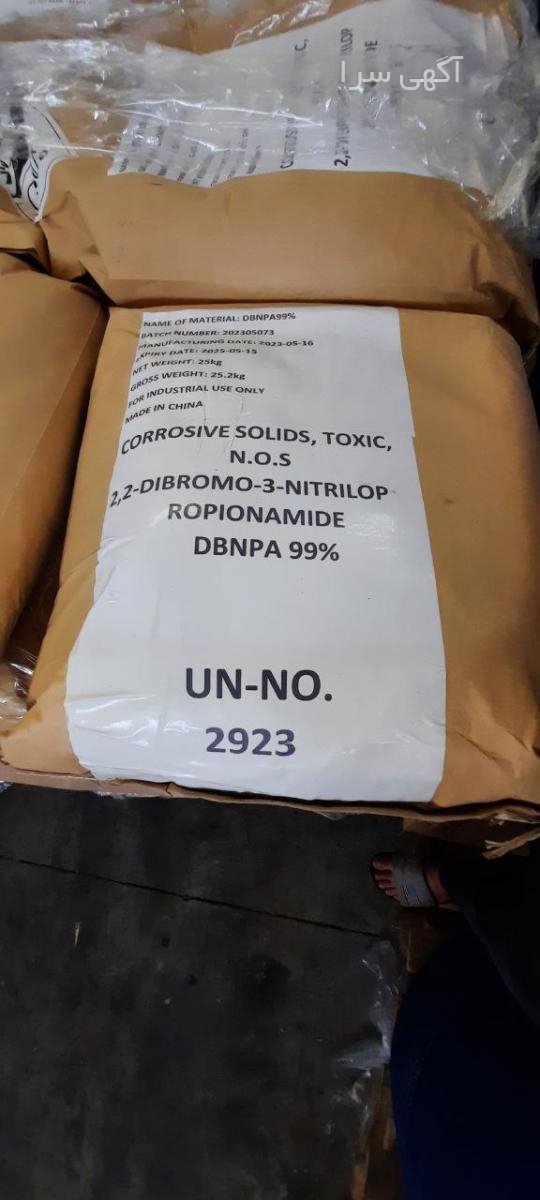 آگهی سرا
NAME OF MATERIAL: DBNPA99%
BATCH NUMBER: 202305073
MANUFACTURING DATE: 2023-05-16
EXPIRY DATE: 2025-05-15
NET WEIGHT: 25kg
GROSS WEIGHT: 25.2kg
FOR INDUSTRIAL USE ONLY
MADE IN CHINA
CORROSIVE SOLIDS, TOXIC,
N.O.S
2,2-DIBROMO-3-NITRILOP
ROPIONAMIDE
DBNPA 99%
UN-NO.
2923